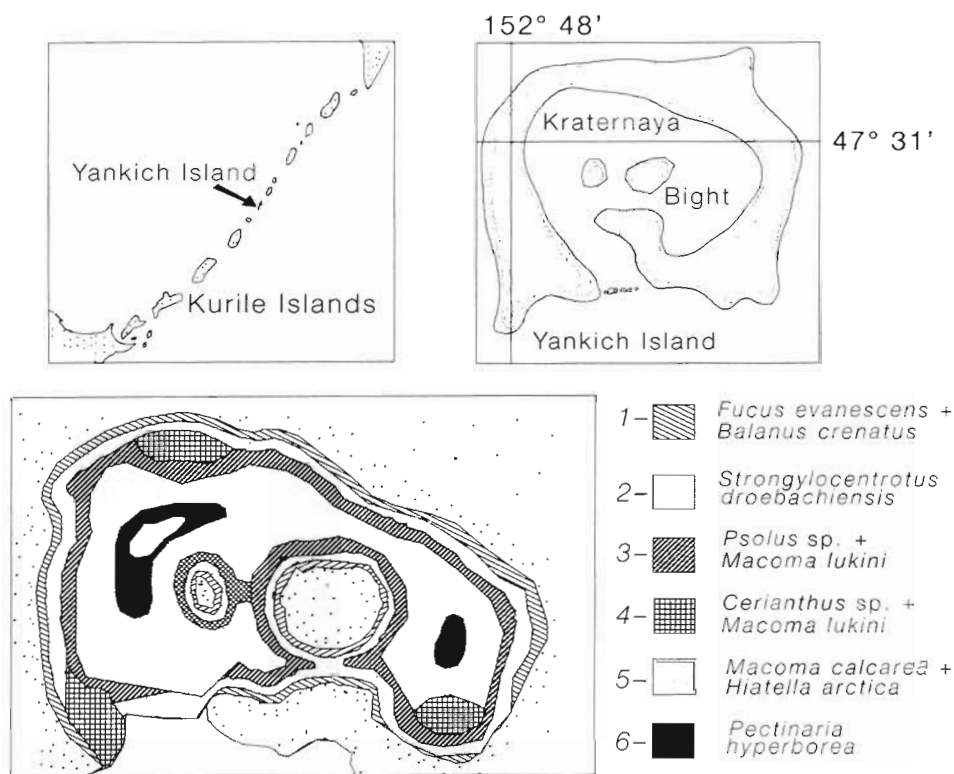 Yankich Island
Kurile Islands
152° 48'
Kraternaya
47° 31'
Bight
Yankich Island
1- Fucus evanescens +
Balanus crenatus
2- Strongylocentrotus
droebachiensis
3- Psolus sp. +
Macoma lukini
4- Cerianthus sp. +
Macoma lukini
5- Macoma calcarea +
Hiatella arctica
6- Pectinaria
hyperborea